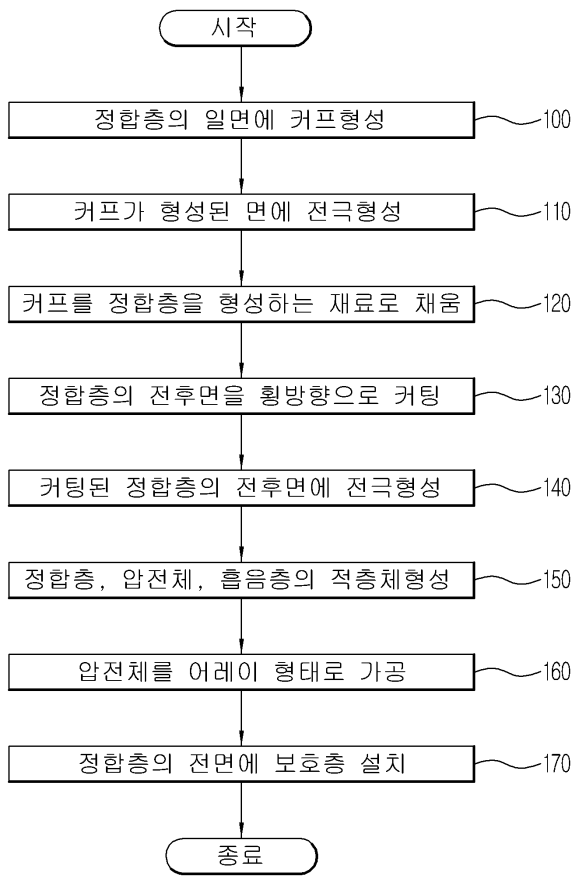 시작
정합층의 일면에 커프형성
100
커프가 형성된 면에 전극형성
110
커프를 정합층을 형성하는 재료로 채움
120
정합층의 전후면을 횡방향으로 커팅
130
커팅된 정합층의 전후면에 전극형성
140
정합층, 압전체, 흡음층의 적층체형성
150
압전체를 어레이 형태로 가공
160
정합층의 전면에 보호층 설치
170
종료